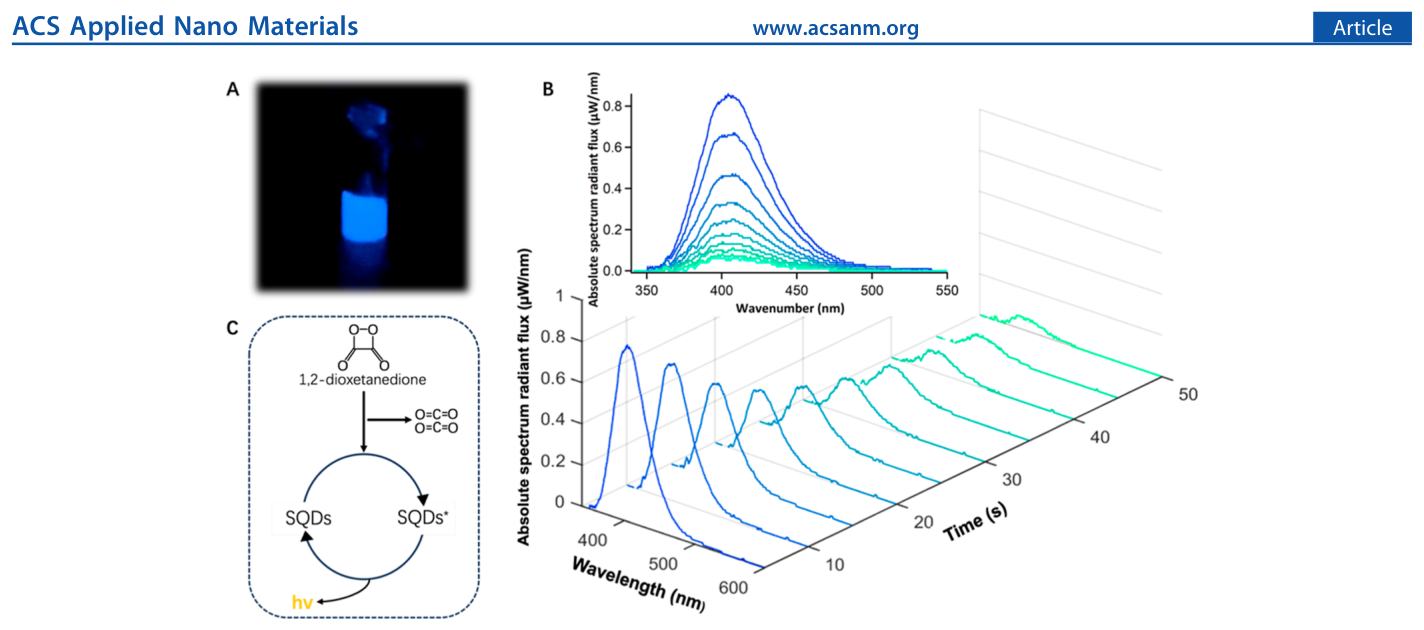 ACS Applied Nano Materials
www.acsanm.org
Article
A
B
Absolute spectrum radiant flux (μW/nm)
0.8
0.6
0.4
0.2
0.0
350
400
450
500
550
Wavenumber (nm)
Absolute spectrum radiant flux (μW/nm)
1
0.8
0.6
0.4
0.2
0
400
500
600
Wavelength (nm)
10
20
30
40
50
Time (s)
C
O-O
O O
1,2-dioxetanedione
O=C=O
O=C=O
SQDs
SQDs*
hv